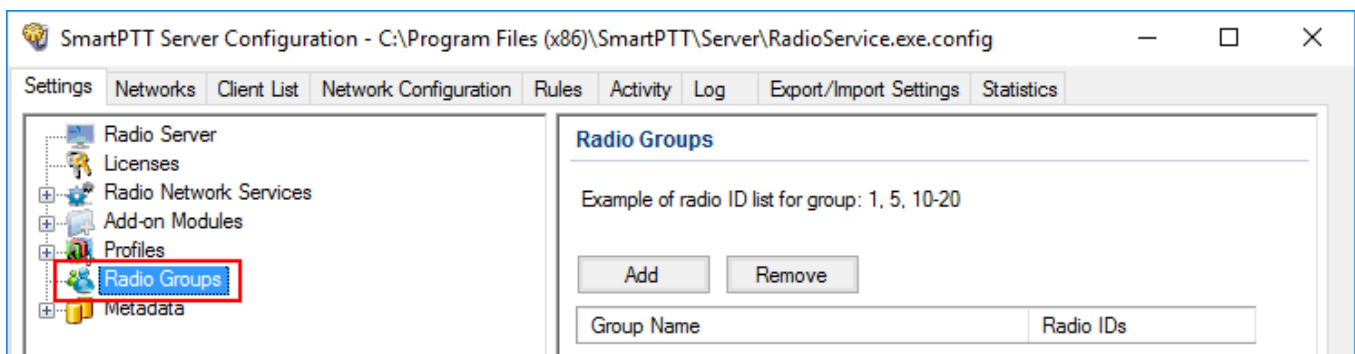 SmartPTT Server Configuration - C:\Program Files (x86)\SmartPTT\Server\RadioService.exe.config
Settings Networks Client List Network Configuration Rules Activity Log Export/Import Settings Statistics
Radio Server
Licenses
Radio Network Services
Add-on Modules
Profiles
Radio Groups
Metadata
Radio Groups
Example of radio ID list for group: 1, 5, 10-20
Add Remove
Group Name Radio IDs